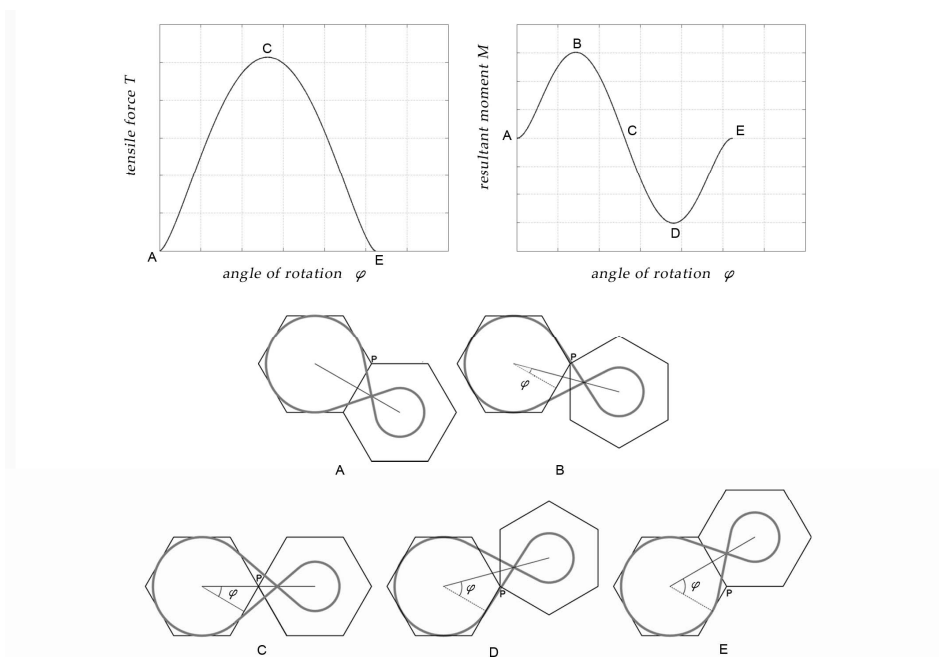 tensile force T
C
A
E
angle of rotation φ
resultant moment M
B
A
C
E
D
angle of rotation φ
P
A
P
φ
B
P
φ
C
φ
P
D
φ
P
E